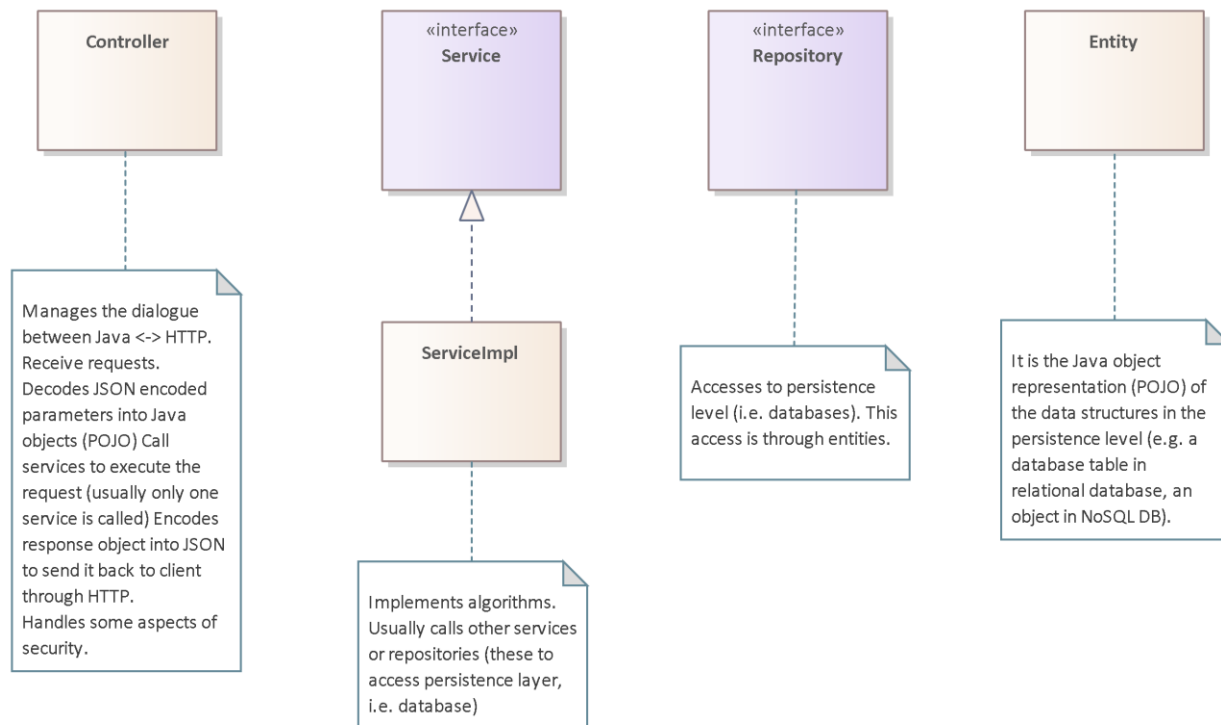 Controller
«interface»
Service
«interface»
Repository
Entity
Manages the dialogue
between Java <-> HTTP.
Receive requests.
Decodes JSON encoded
parameters into Java
objects (POJO) Call
services to execute the
request (usually only one
service is called) Encodes
response object into JSON
to send it back to client
through HTTP.
Handles some aspects of
security.
ServiceImpl
Implements algorithms.
Usually calls other services
or repositories (these to
access persistence layer,
i.e. database)
Accesses to persistence
level (i.e. databases). This
access is through entities.
It is the Java object
representation (POJO) of
the data structures in the
persistence level (e.g. a
database table in
relational database, an
object in NoSQL DB).